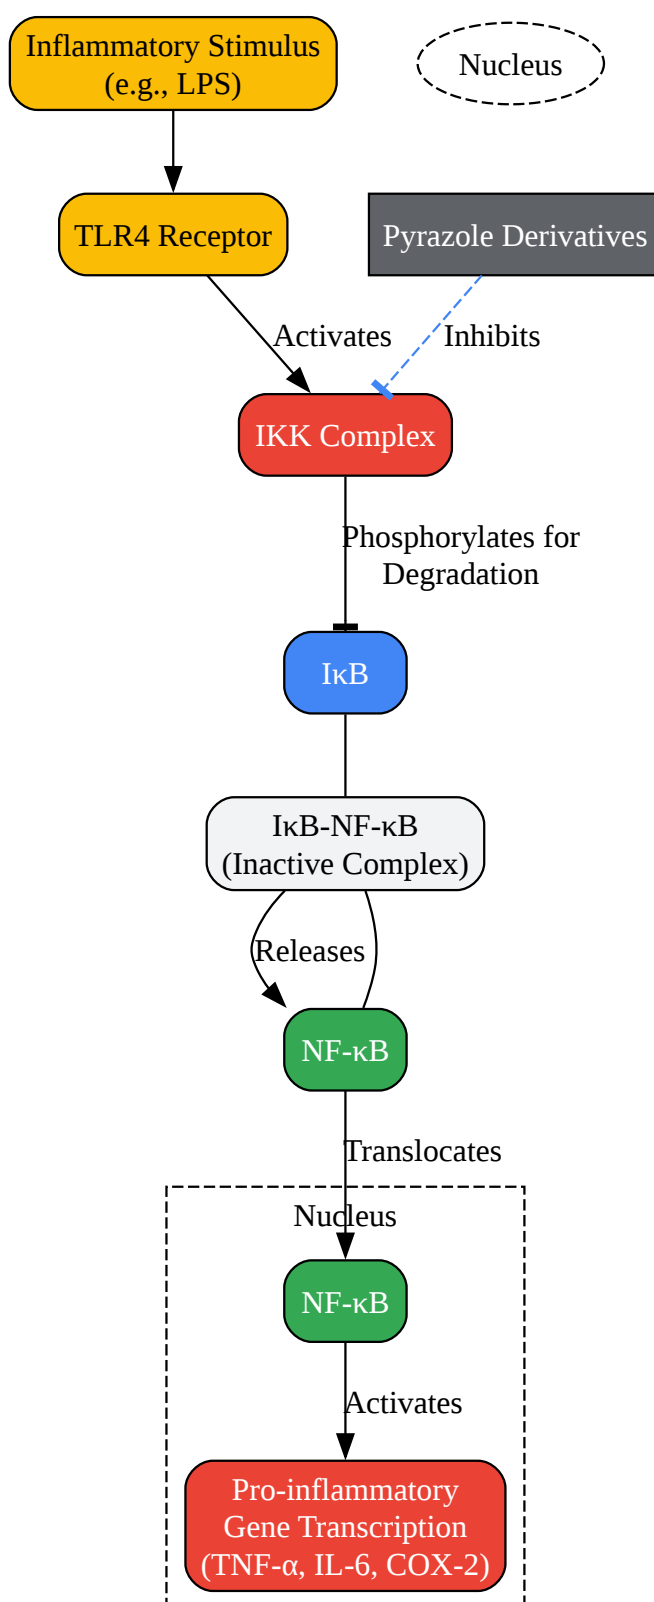 Inflammatory Stimulus
(e.g., LPS)
Nucleus
TLR4 Receptor
Pyrazole Derivatives
Activates
Inhibits
IKK Complex
Phosphorylates for
Degradation
IκB
IκB-NF-κB
(Inactive Complex)
Releases
NF-κB
Translocates
Nucleus
NF-κB
Activates
Pro-inflammatory
Gene Transcription
(TNF-α, IL-6, COX-2)